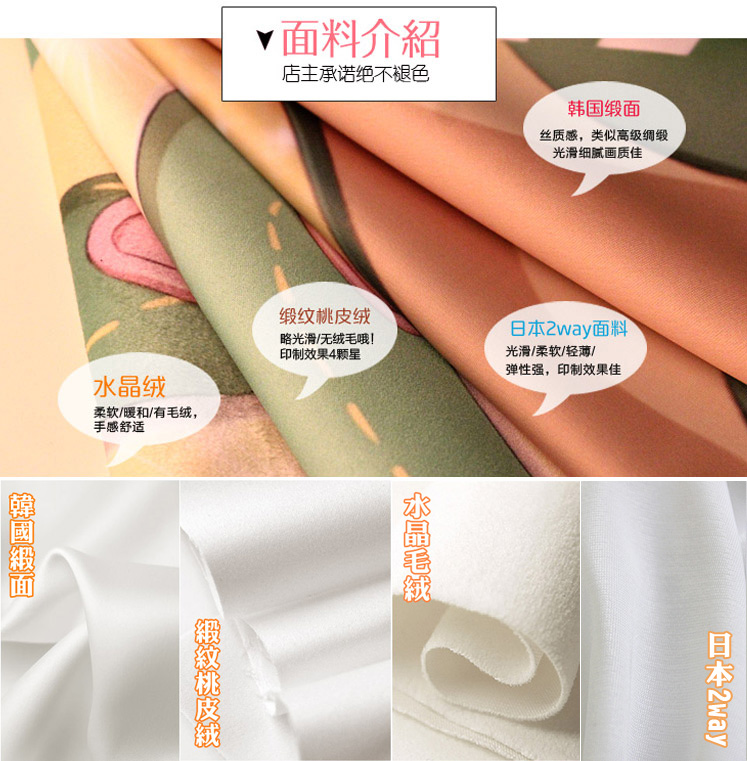 面料介紹
店主承诺绝不褪色
韩国缎面
丝质感，类似高级绸缎
光滑细腻画质佳
缎纹桃皮绒
略光滑/无绒毛哦！
印制效果4颗星
日本2way面料
光滑/柔软/轻薄/
弹性强，印制效果佳
水晶绒
柔软/暖和/有毛绒，
手感舒适
韓國緞面
緞紋桃皮絨
水晶毛絨
日本2way